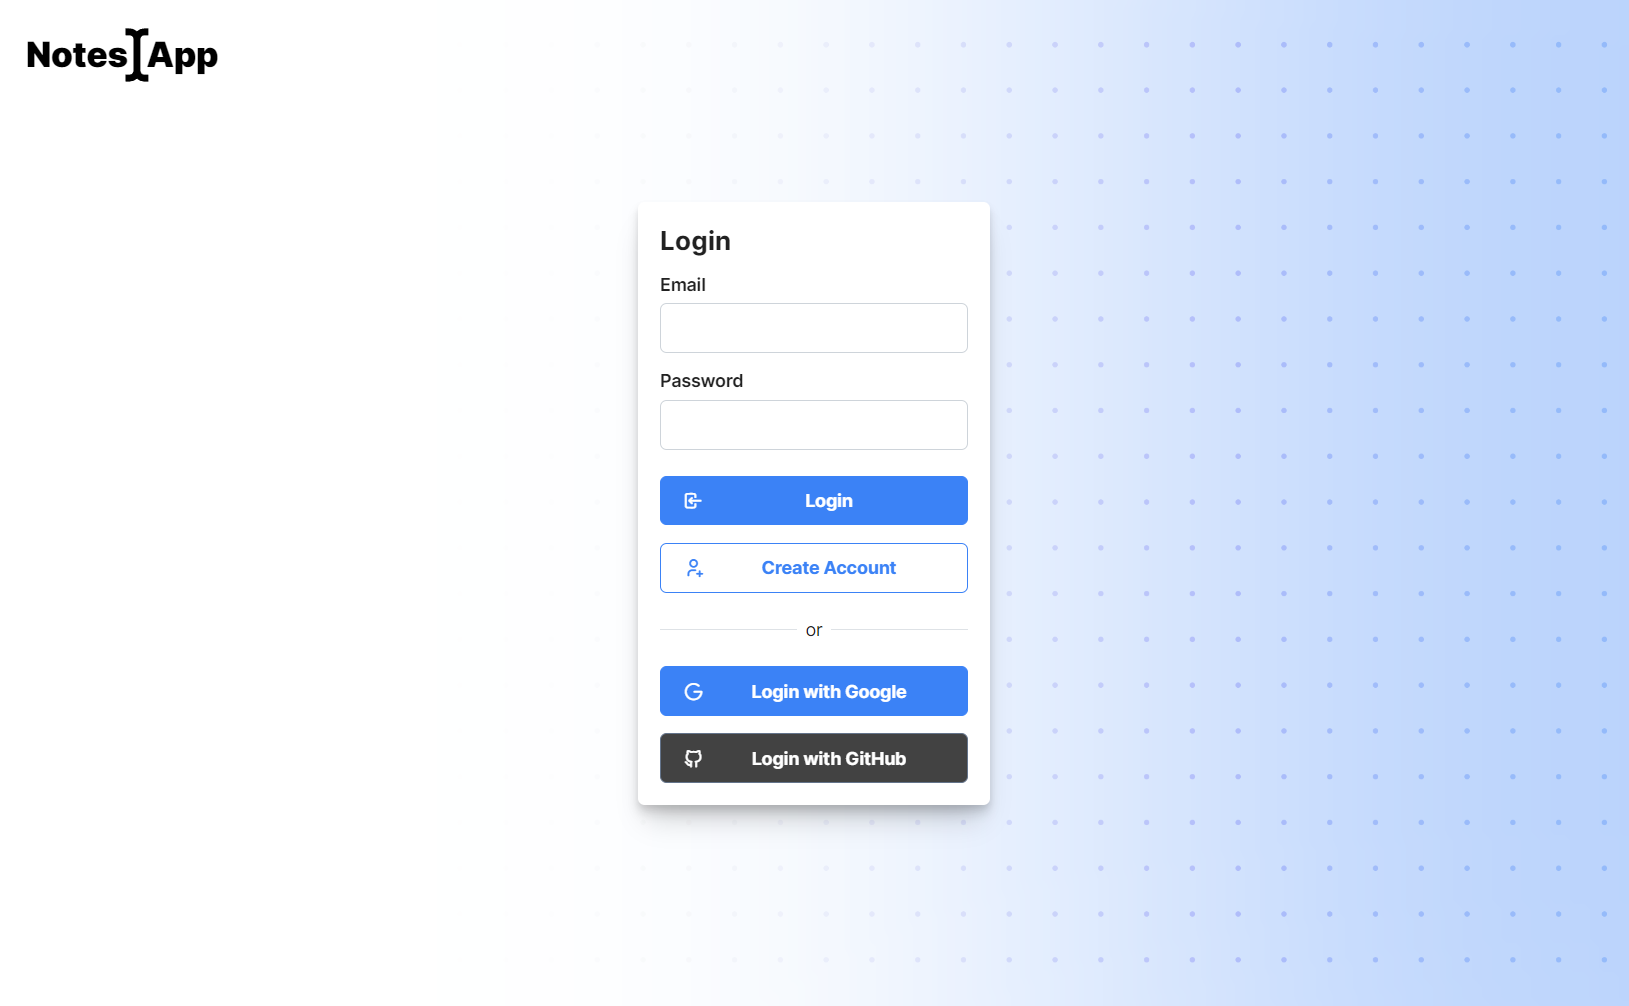 Notes App
Login
Email
Password
Login
Create Account
or
Login with Google
Login with GitHub